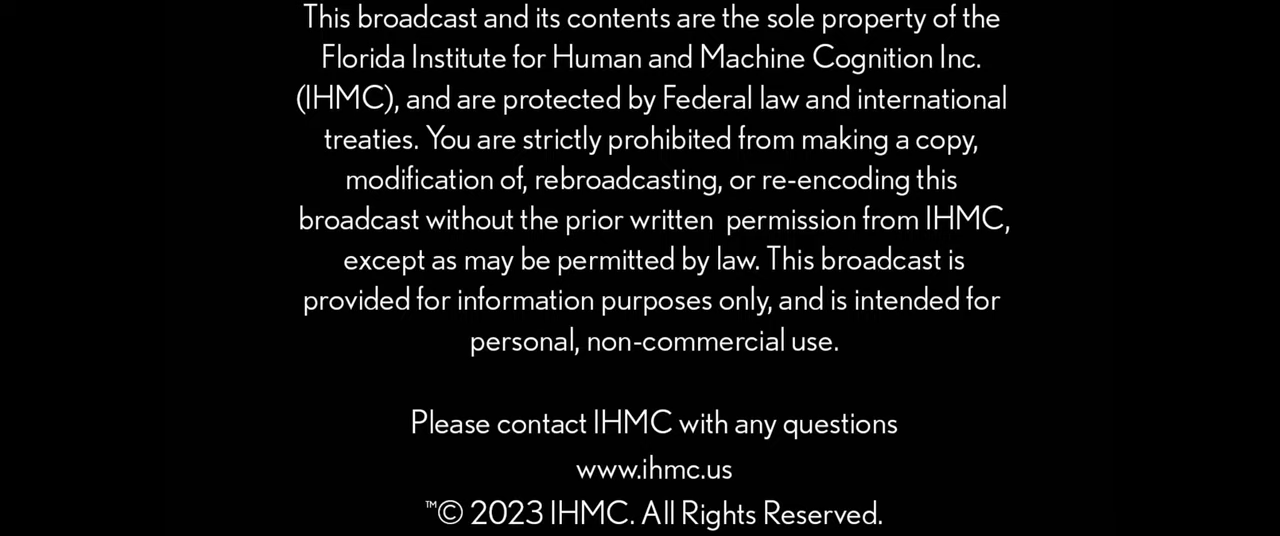 This broadcast and its contents are the sole property of the
Florida Institute for Human and Machine Cognition Inc.
(IHMC), and are protected by Federal law and international
treaties. You are strictly prohibited from making a copy,
modification of, rebroadcasting, or re-encoding this
broadcast without the prior written permission from IHMC,
except as may be permitted by law. This broadcast is
provided for information purposes only, and is intended for
personal, non-commercial use.
Please contact IHMC with any questions
www.ihmc.us
™© 2023 IHMC. All Rights Reserved.